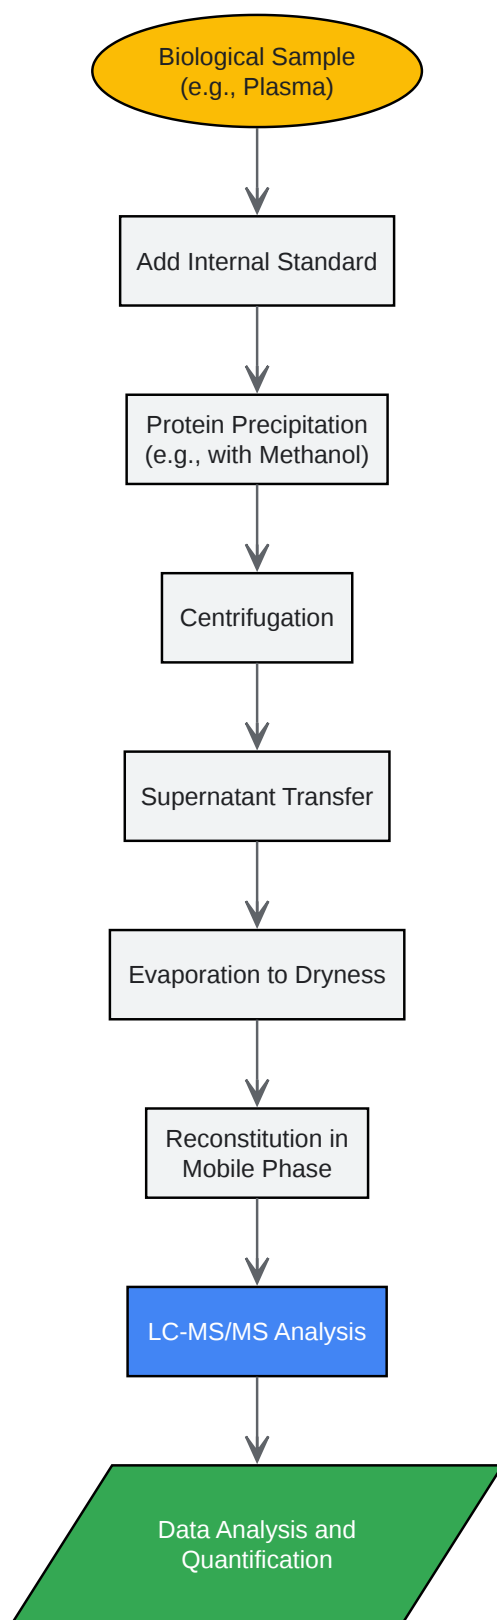 Biological Sample
(e.g., Plasma)
Add Internal Standard
Protein Precipitation
(e.g., with Methanol)
Centrifugation
Supernatant Transfer
Evaporation to Dryness
Reconstitution in
Mobile Phase
LC-MS/MS Analysis
Data Analysis and
Quantification